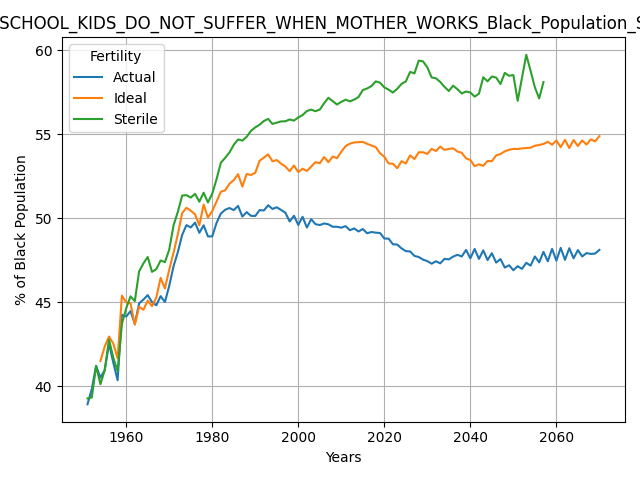 SCHOOL_KIDS_DO_NOT_SUFFER_WHEN_MOTHER_WORKS_Black_Population_S
60
55
50
45
40
% of Black Population
Fertility
Actual
Ideal
Sterile
1960 1980 2000 2020 2040 2060
Years